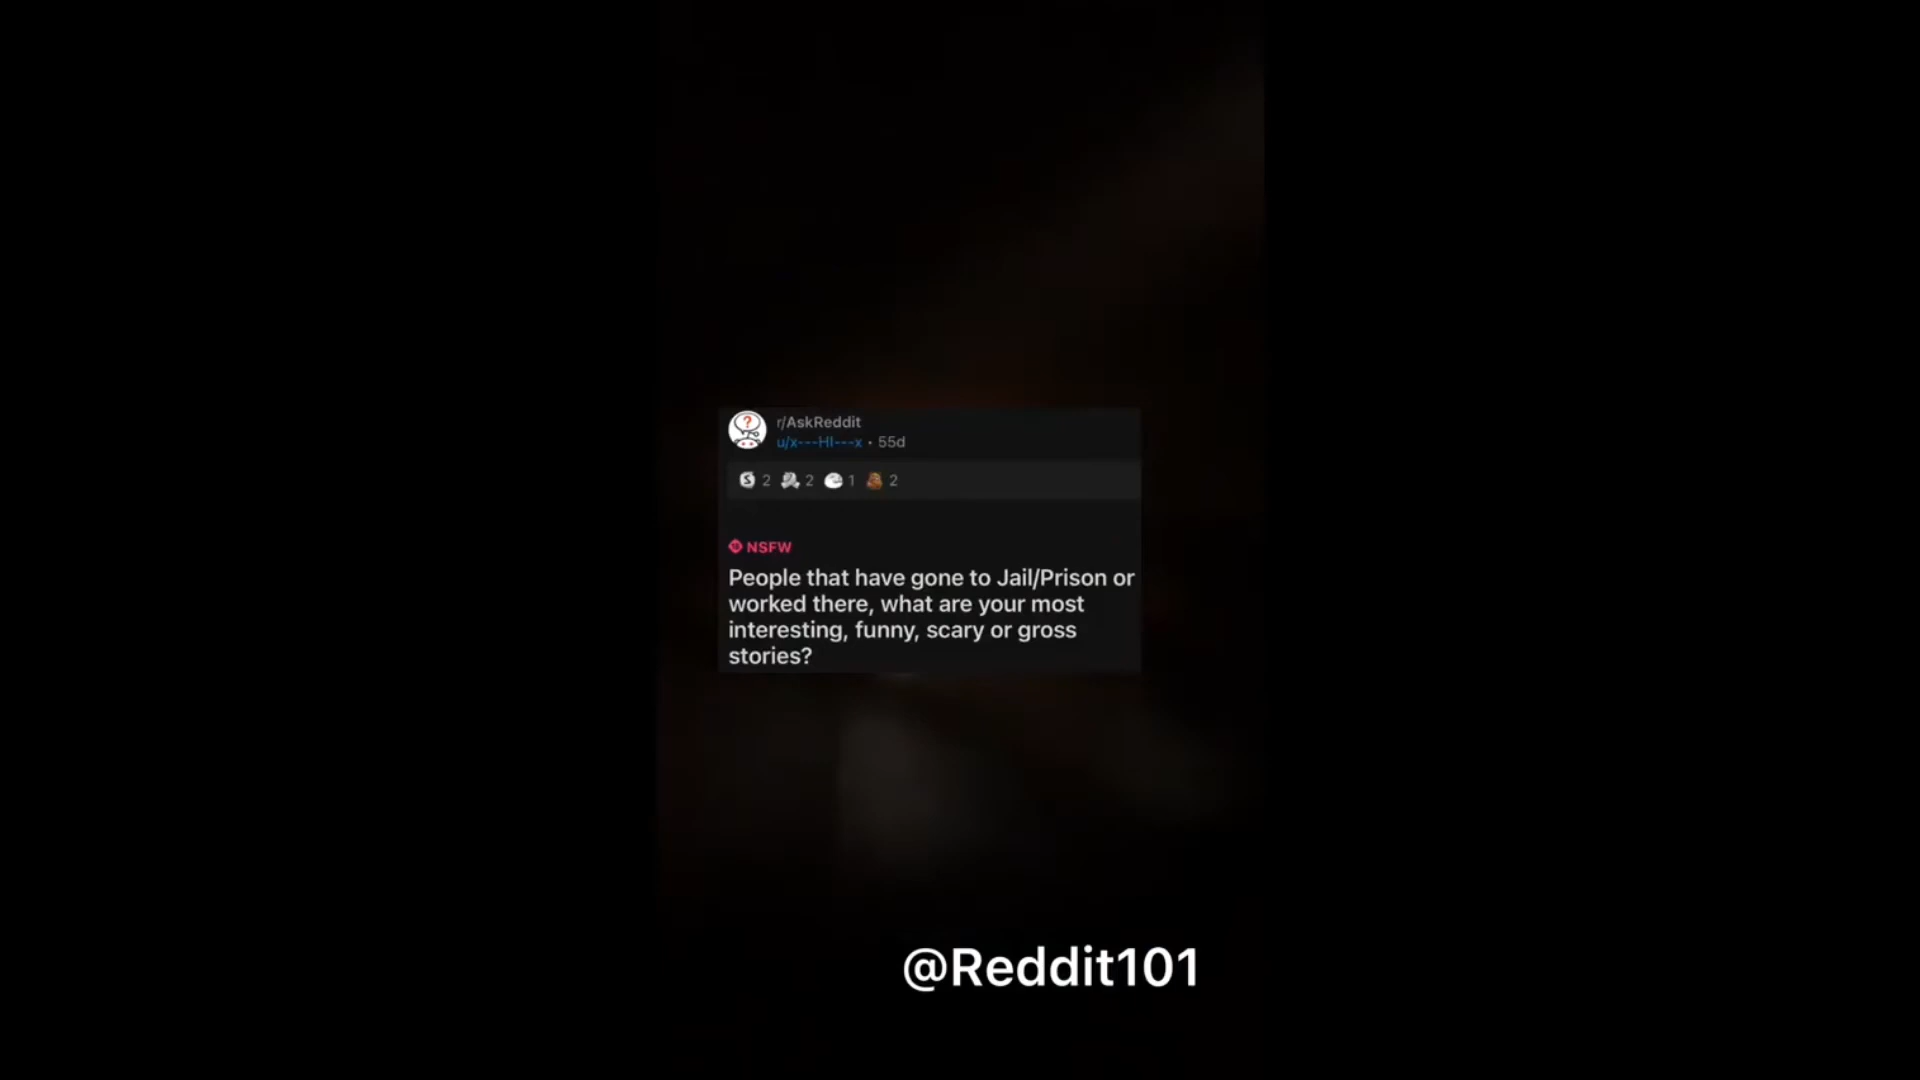 r/AskReddit
u/x---HI---x • 55d
2 2 1 2
NSFW
People that have gone to Jail/Prison or
worked there, what are your most
interesting, funny, scary or gross
stories?
@Reddit101